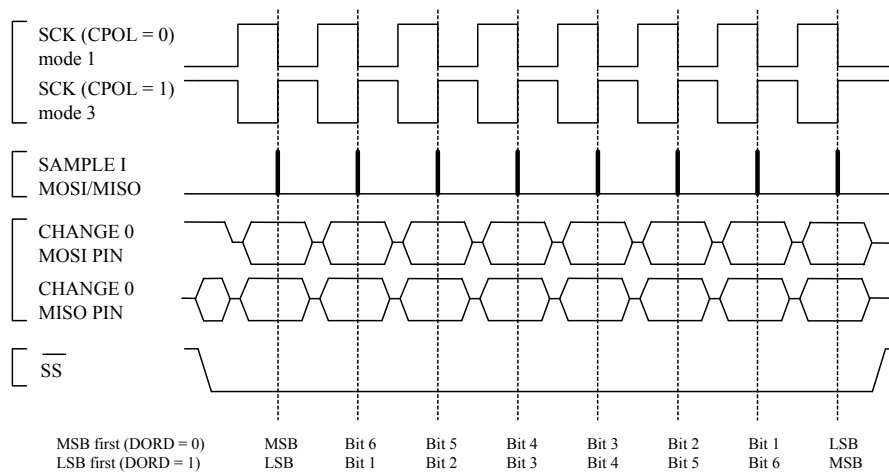 SCK (CPOL = 0)
mode 1
SCK (CPOL = 1)
mode 3
SAMPLE I
MOSI/MISO
CHANGE 0
MOSI PIN
CHANGE 0
MISO PIN
SS
MSB first (DORD = 0) MSB Bit 6 Bit 5 Bit 4 Bit 3 Bit 2 Bit 1 LSB
LSB first (DORD = 1) LSB Bit 1 Bit 2 Bit 3 Bit 4 Bit 5 Bit 6 MSB